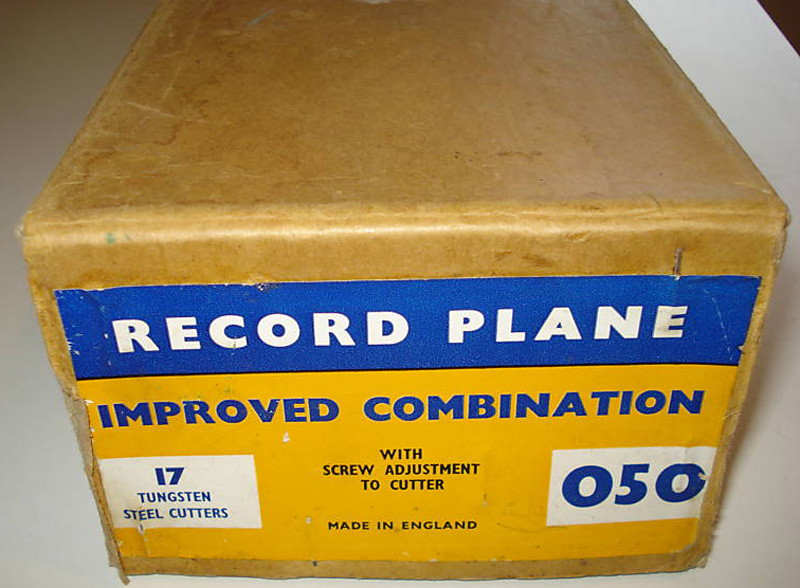 RECORD PLANE
IMPROVED COMBINATION
WITH
SCREW ADJUSTMENT
TO CUTTER
17
TUNGSTEN
STEEL CUTTERS
050
MADE IN ENGLAND